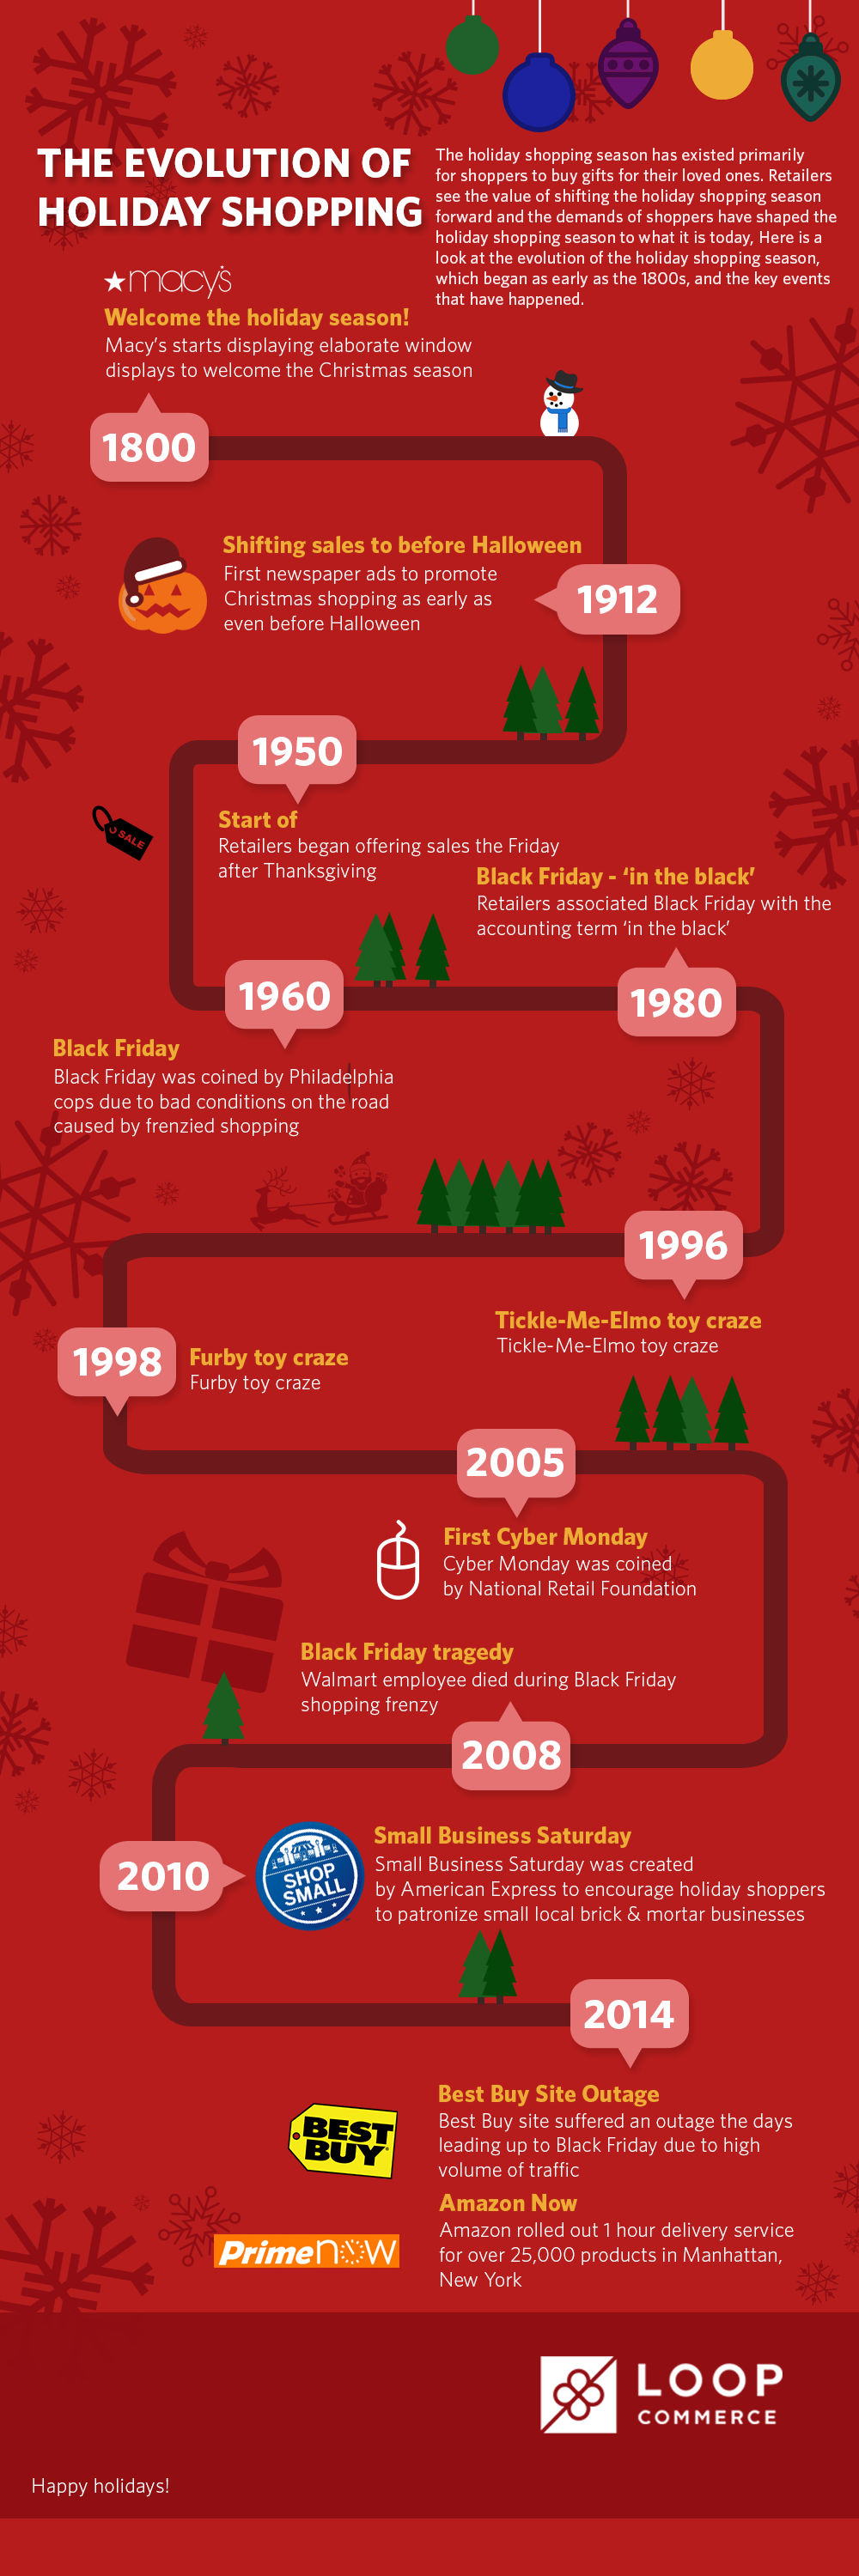 THE EVOLUTION OF
HOLIDAY SHOPPING
The holiday shopping season has existed primarily
for shoppers to buy gifts for their loved ones. Retailers
see the value of shifting the holiday shopping season
forward and the demands of shoppers have shaped the
holiday shopping season to what it is today, Here is a
look at the evolution of the holiday shopping season,
which began as early as the 1800s, and the key events
that have happened.
macy's
Welcome the holiday season!
Macy's starts displaying elaborate window
displays to welcome the Christmas season
1800
Shifting sales to before Halloween
First newspaper ads to promote
Christmas shopping as early as
even before Halloween
1912
1950
SALE
Start of
Retailers began offering sales the Friday
after Thanksgiving
Black Friday - ‘in the black’
Retailers associated Black Friday with the
accounting term ‘in the black’
1960
1980
Black Friday
Black Friday was coined by Philadelphia
cops due to bad conditions on the road
caused by frenzied shopping
1996
Tickle-Me-Elmo toy craze
Tickle-Me-Elmo toy craze
1998
Furby toy craze
Furby toy craze
2005
First Cyber Monday
Cyber Monday was coined
by National Retail Foundation
Black Friday tragedy
Walmart employee died during Black Friday
shopping frenzy
2008
2010
SHOP
SMALL
Small Business Saturday
Small Business Saturday was created
by American Express to encourage holiday shoppers
to patronize small local brick & mortar businesses
2014
BEST
BUY
Best Buy Site Outage
Best Buy site suffered an outage the days
leading up to Black Friday due to high
volume of traffic
Prime now
Amazon Now
Amazon rolled out 1 hour delivery service
for over 25,000 products in Manhattan,
New York
LOOP
COMMERCE
Happy holidays!